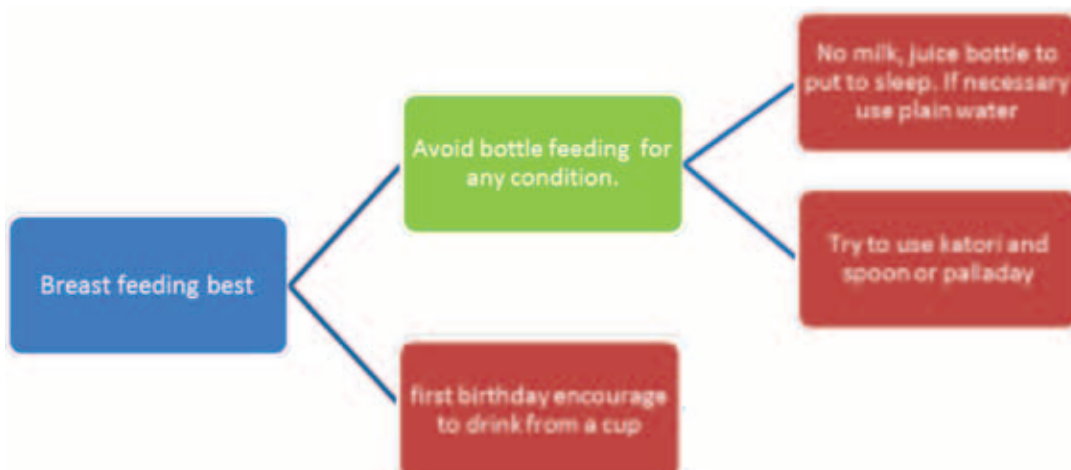 Breast feeding best
Avoid bottle feeding for
any condition.
first birthday encourage
to drink from a cup
No milk, juice bottle to
put to sleep. If necessary
use plain water
Try to use katori and
spoon or palladay